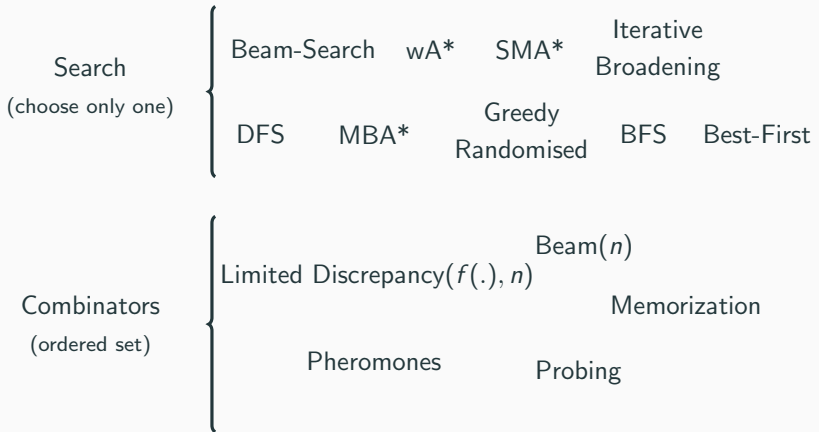 Search
(choose only one)
Beam-Search wA* SMA* Iterative
Broadening
DFS MBA* Greedy
Randomised BFS Best-First
Combinators
(ordered set)
Beam(n)
Limited Discrepancy(f(.), n)
Memorization
Pheromones
Probing